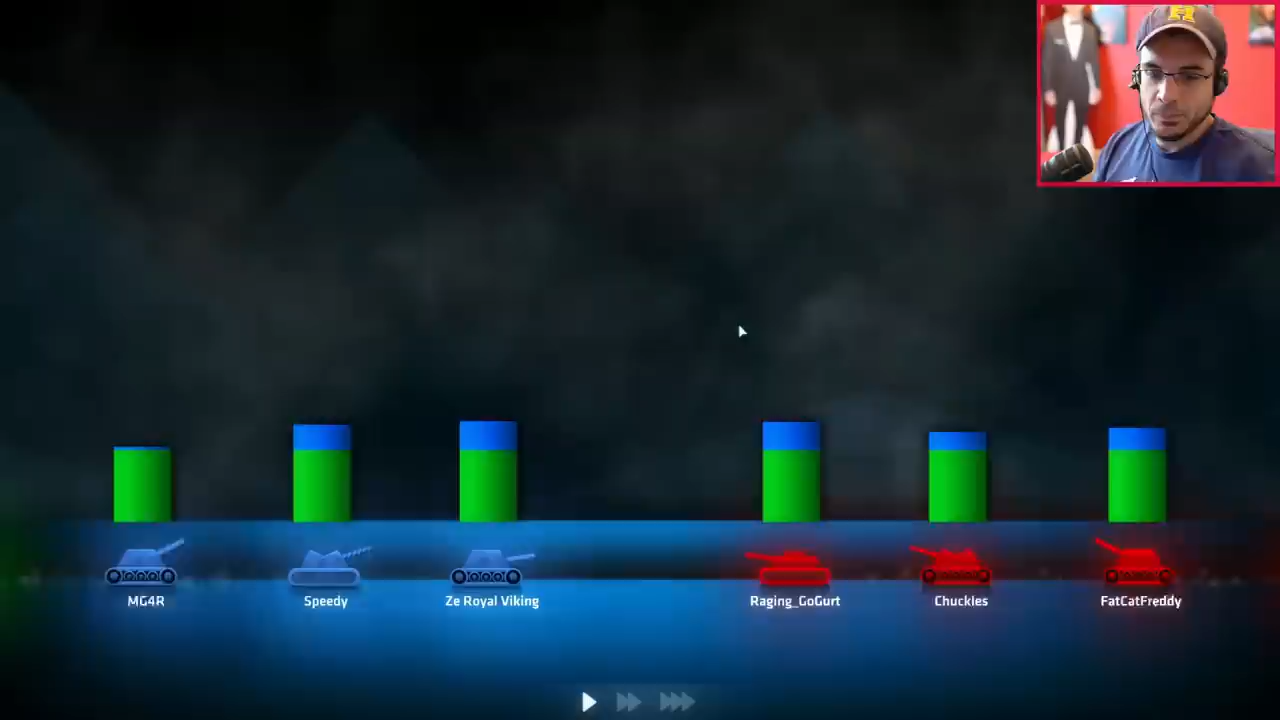 R
MG4R
Speedy
Ze Royal Viking
Raging_GoGurt
Chuckles
FatCatFreddy